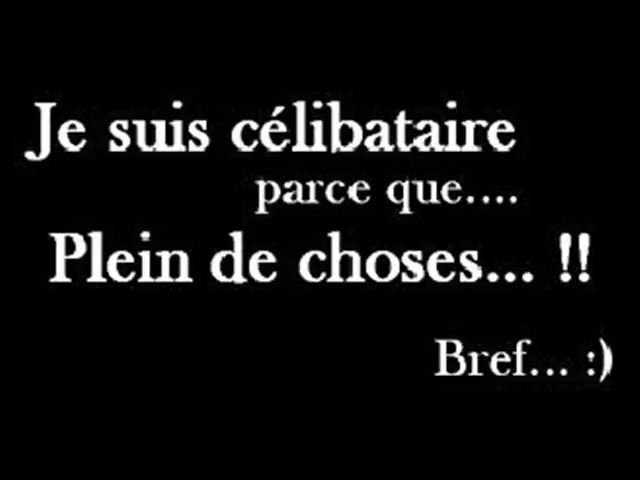 Je suis célibataire
parce que....
Plein de choses... !!
Bref... :)